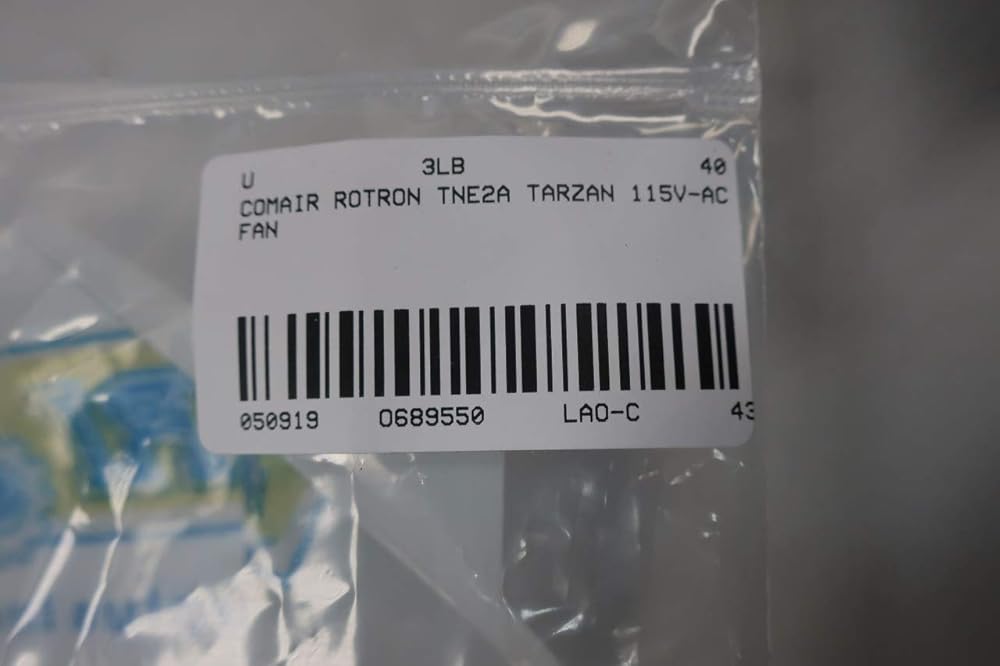 U 3LB 40
COMAIR ROTRON TNE2A TARZAN 115V-AC
FAN
050919 0689550 LAO-C 43